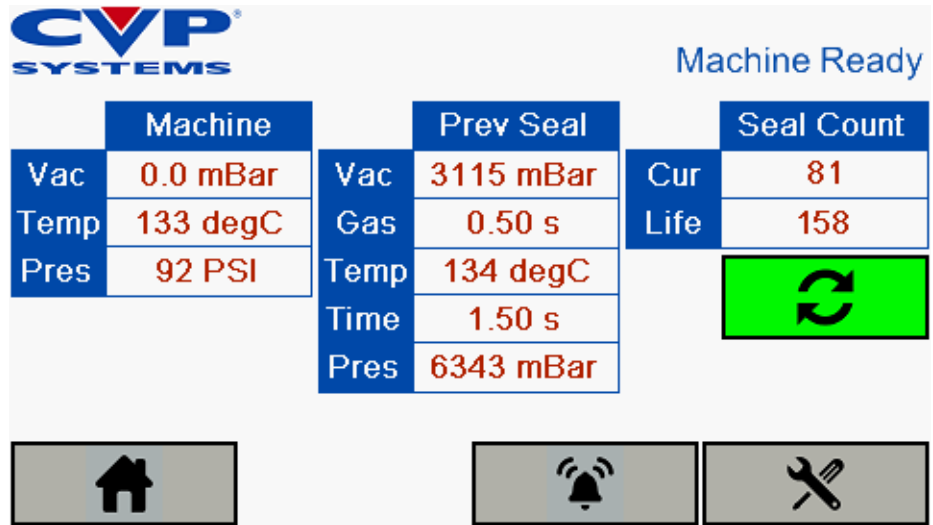 CVP®
SYSTEMS
Machine Ready
Machine
Vac 0.0 mBar
Temp 133 degC
Pres 92 PSI
Prev Seal
Vac 3115 mBar
Gas 0.50 s
Temp 134 degC
Time 1.50 s
Pres 6343 mBar
Seal Count
Cur 81
Life 158